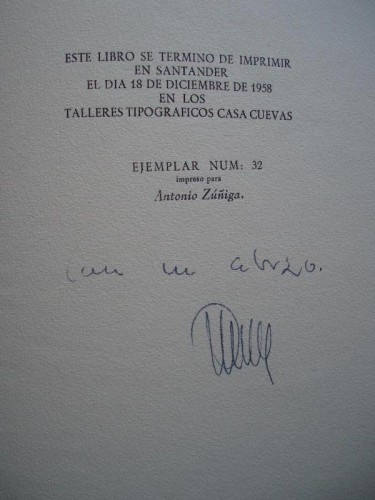 ESTE LIBRO SE TERMINO DE IMPRIMIR
EN SANTANDER
EL DIA 18 DE DICIEMBRE DE 1958
EN LOS
TALLERES TIPOGRAFICOS CASA CUEVAS
EJEMPLAR NUM: 32
impreso para
Antonio Zúñiga.
Con un abrazo.